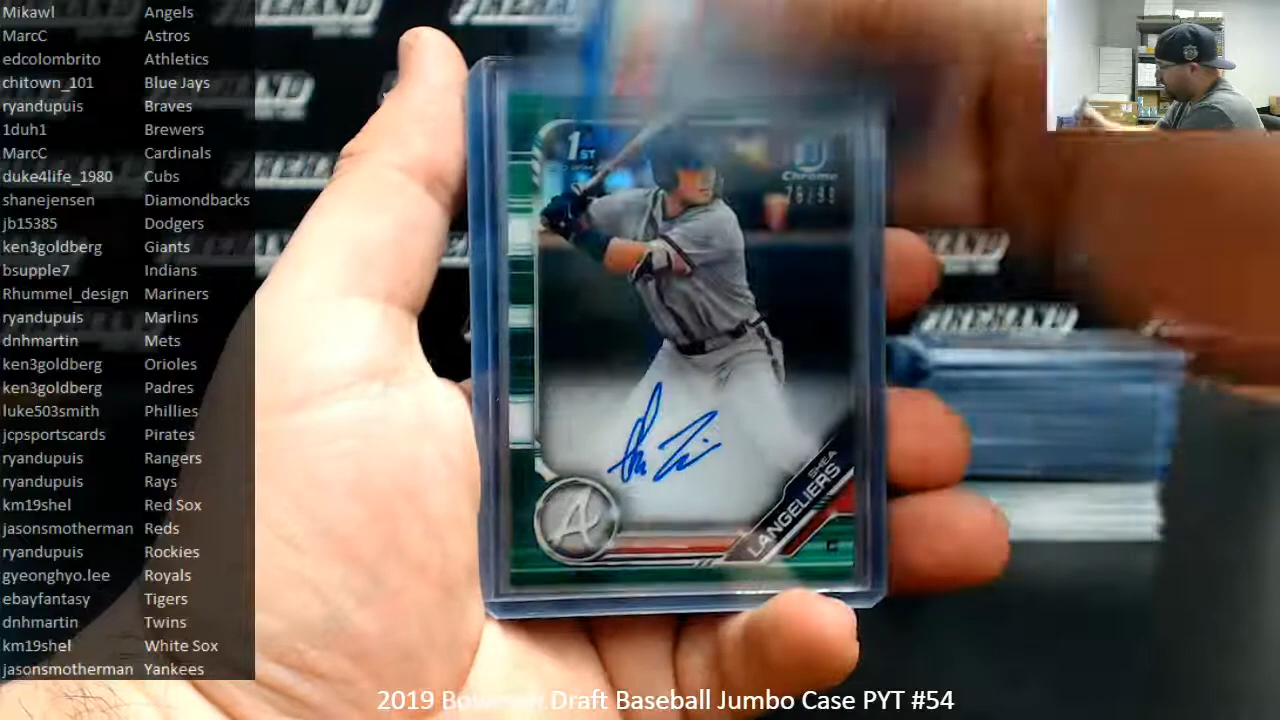 Mikawl Angels
MarcC Astros
edcolombrito Athletics
chitown_101 Blue Jays
ryandupuis Braves
1duh1 Brewers
MarcC Cardinals
duke4life_1980 Cubs
shanejensen Diamondbacks
jb15385 Dodgers
ken3goldberg Giants
bsupple7 Indians
Rhummel_design Mariners
ryandupuis Marlins
dnhmartin Mets
ken3goldberg Orioles
ken3goldberg Padres
luke503smith Phillies
jcpsportscards Pirates
ryandupuis Rangers
ryandupuis Rays
km19shel Red Sox
jasonsmotherman Reds
ryandupuis Rockies
gyeonghyo.lee Royals
ebayfantasy Tigers
dnhmartin Twins
km19shel White Sox
jasonsmotherman Yankees
1ST
Chrome
A
SHEA
LANGELIERS
C
2019 Bowman Draft Baseball Jumbo Case PYT #54